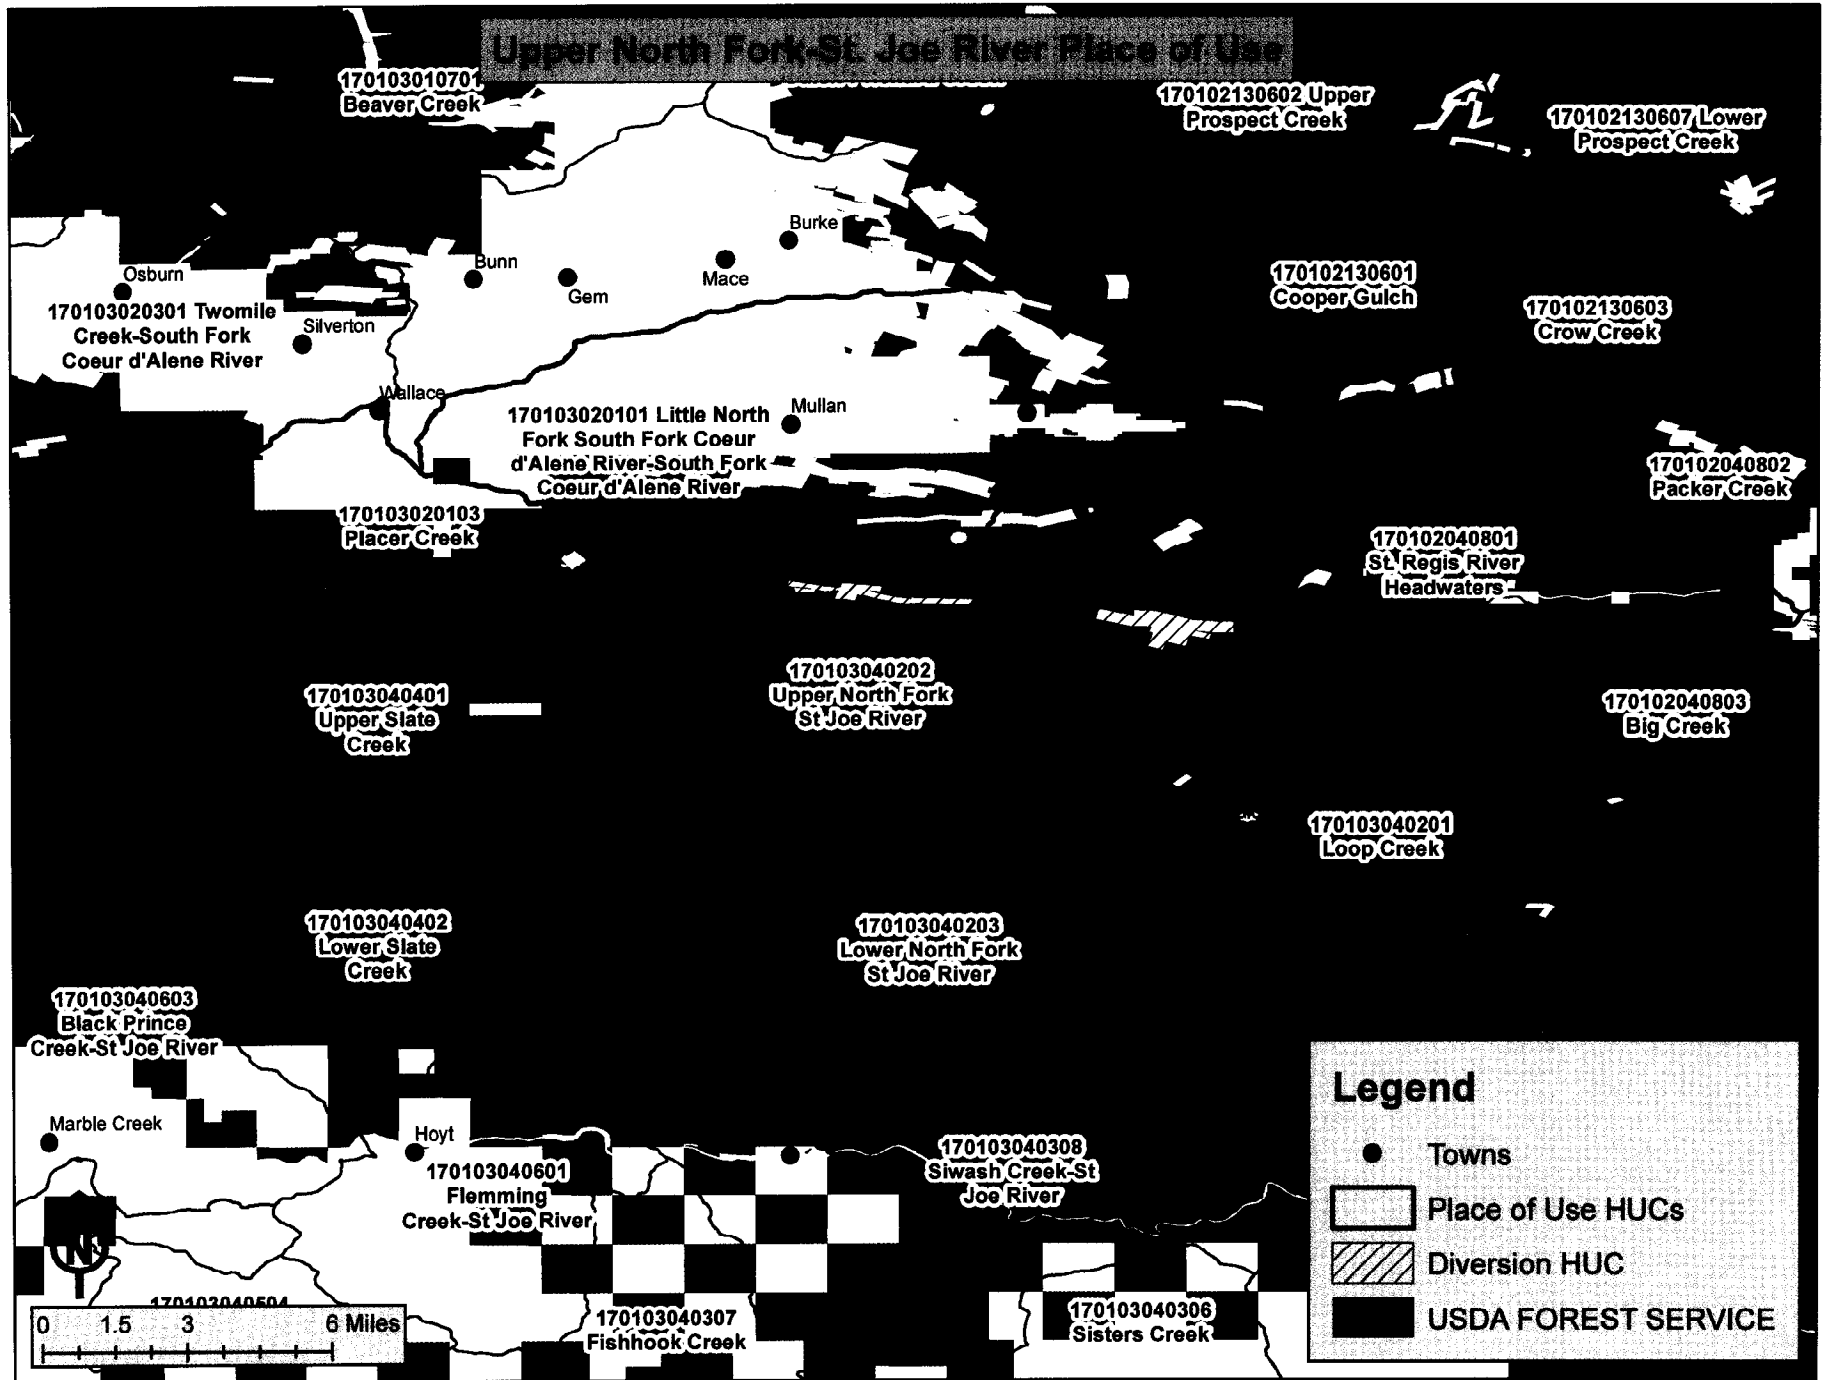 Upper North Fork-St. Joe River Place of Use
170103010701
Beaver Creek
170102130602 Upper
Prospect Creek
170102130607 Lower
Prospect Creek
Burke
Bunn
Mace
Gem
Osburn
170103020301 Twomile
Creek-South Fork
Coeur d'Alene River
Silverton
170102130601
Cooper Gulch
170102130603
Crow Creek
Wallace
170103020101 Little North
Fork South Fork Coeur
d'Alene River-South Fork
Coeur d'Alene River
Mullan
170102040802
Packer Creek
170103020103
Placer Creek
170102040801
St. Regis River
Headwaters
170103040401
Upper Slate
Creek
170103040202
Upper North Fork
St Joe River
170102040803
Big Creek
170103040201
Loop Creek
170103040402
Lower Slate
Creek
170103040203
Lower North Fork
St Joe River
170103040603
Black Prince
Creek-St Joe River
Marble Creek
Hoyt
170103040601
Flemming
Creek-St Joe River
170103040308
Siwash Creek-St
Joe River
N
170103040504
170103040307
Fishhook Creek
170103040306
Sisters Creek
0 1.5 3 6 Miles
Legend
Towns
Place of Use HUCs
Diversion HUC
USDA FOREST SERVICE